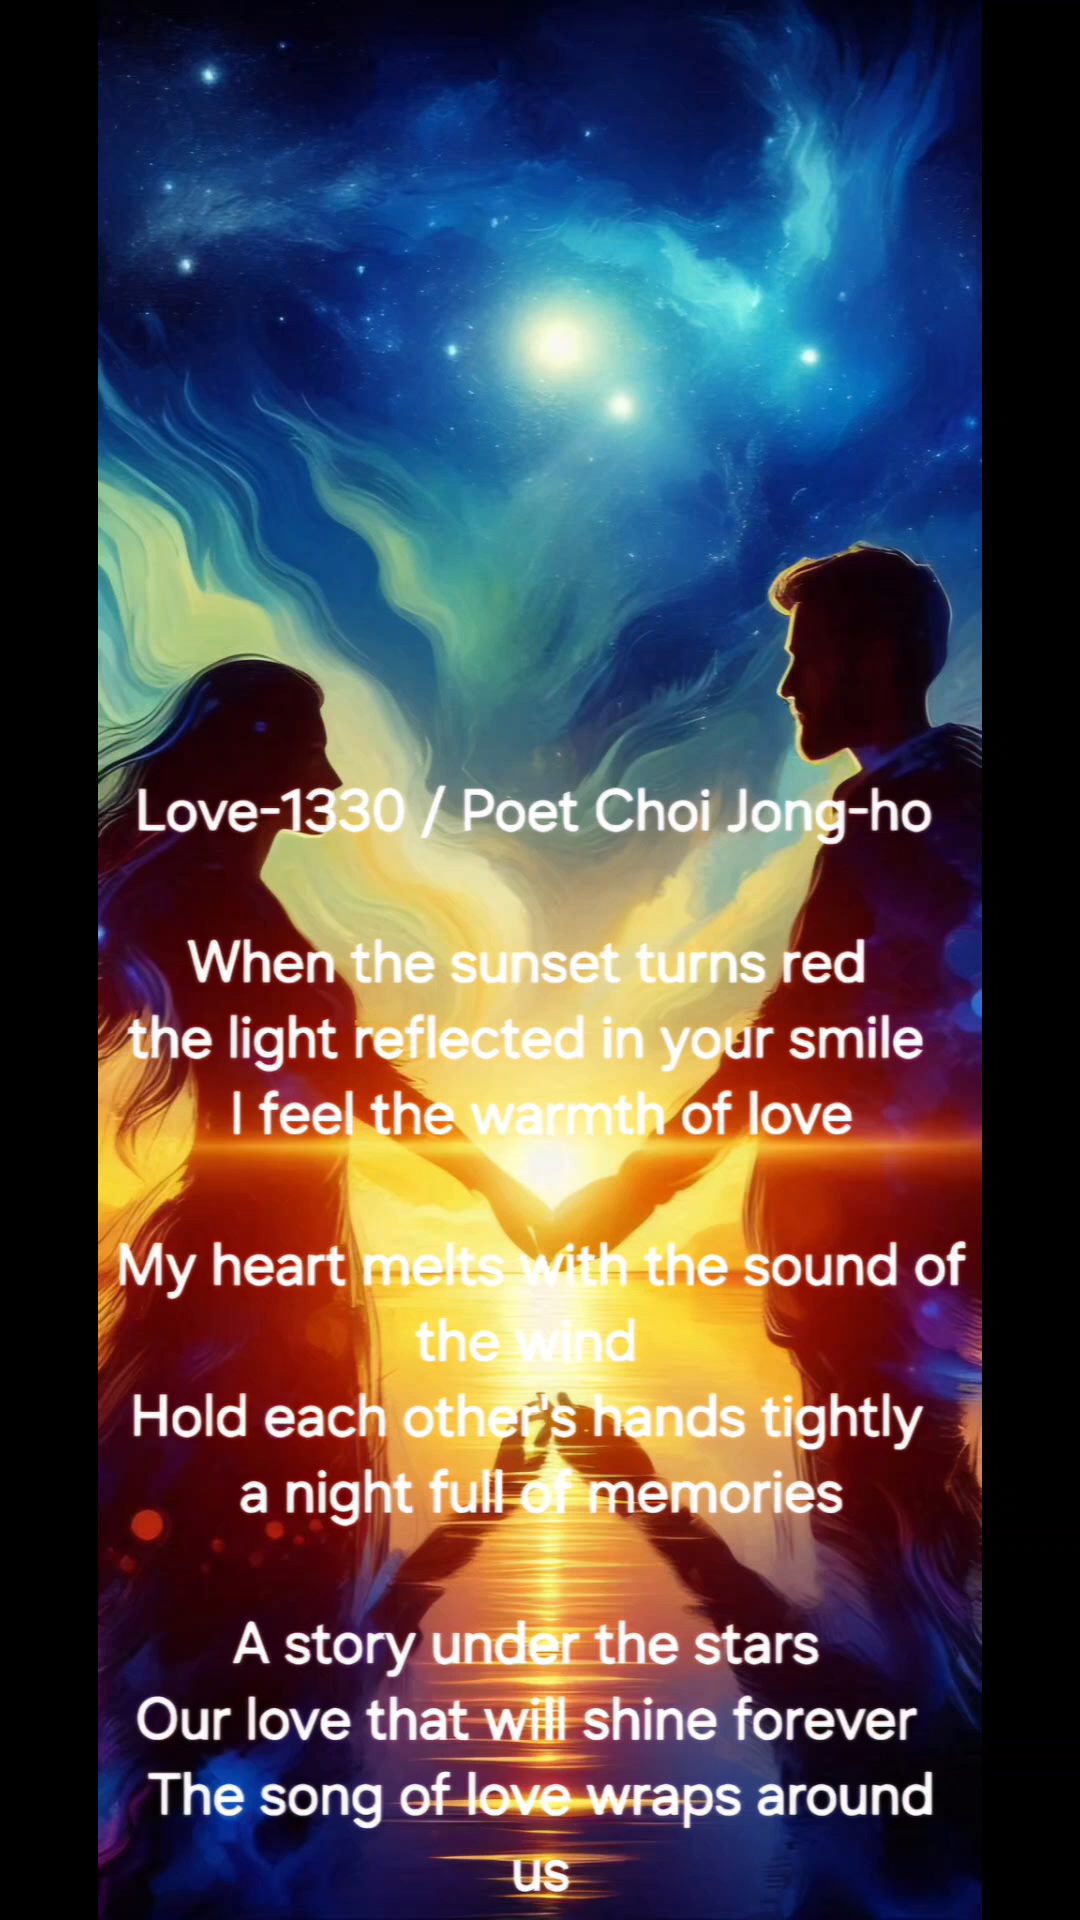 Love-1330 / Poet Choi Jong-ho
When the sunset turns red
the light reflected in your smile
I feel the warmth of love
My heart melts with the sound of
the wind
Hold each other's hands tightly
a night full of memories
A story under the stars
Our love that will shine forever
The song of love wraps around
us